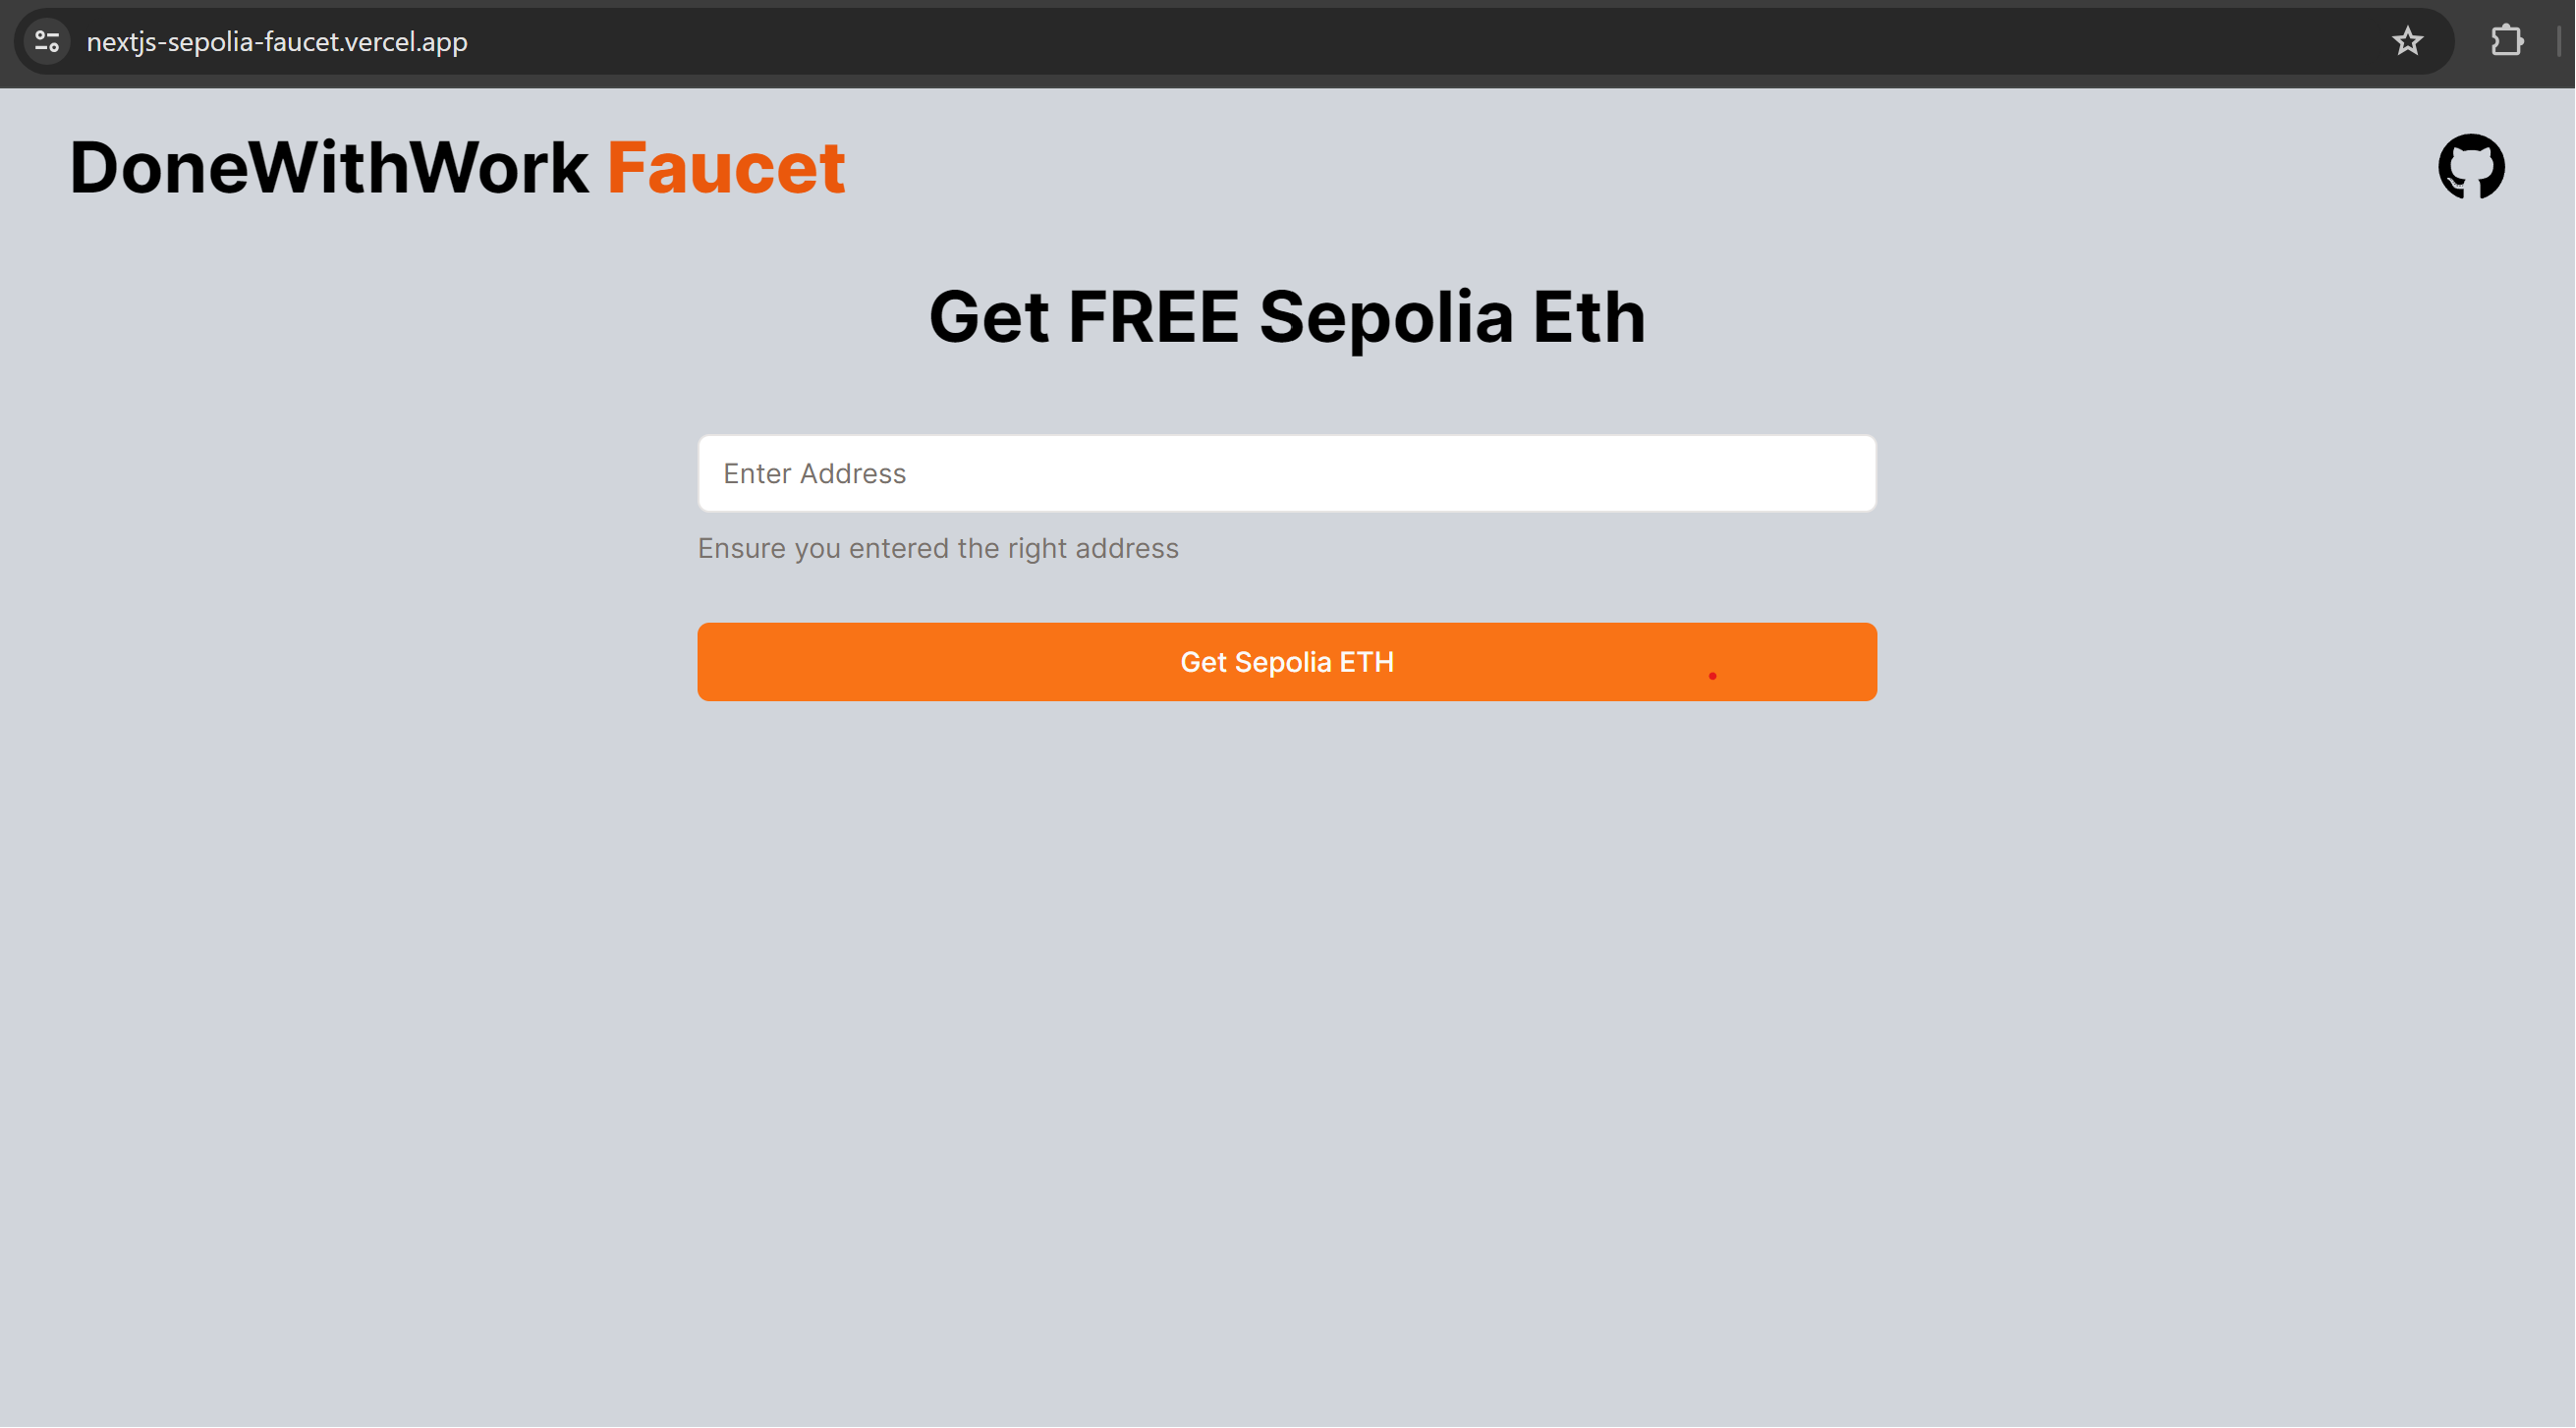 nextjs-sepolia-faucet.vercel.app
DoneWithWork Faucet
Get FREE Sepolia Eth
Enter Address
Ensure you entered the right address
Get Sepolia ETH